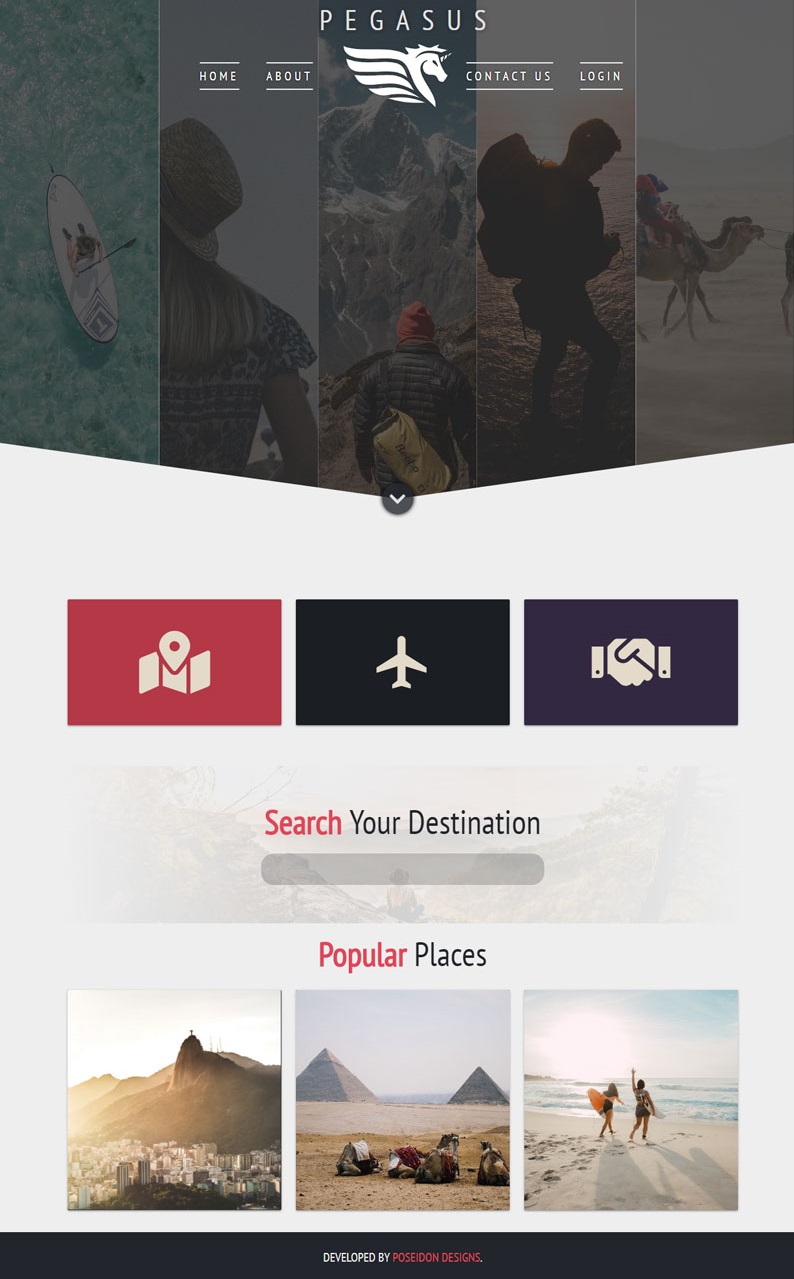 PEGASUS
HOME ABOUT CONTACT US LOGIN
Search Your Destination
Popular Places
DEVELOPED BY POSEIDON DESIGNS.